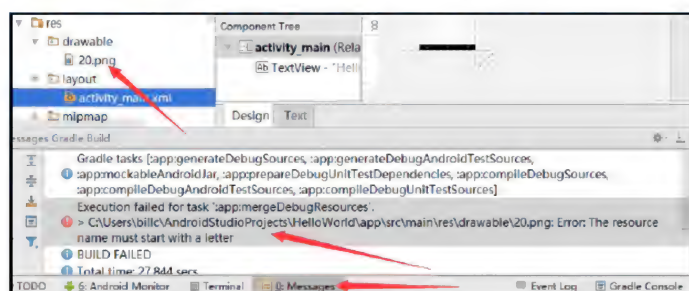 res
drawable
20.png
layout
activity_main.xml
mipmap
Component Tree
activity_main (Rela
Ab TextView - "Hell
8
Design Text
essages Gradle Build
Gradle tasks [:app:generateDebugSources, :app:generateDebugAndroidTestSources,
:app:mockableAndroidJar, :app:prepareDebugUnitTestDependencies, :app:compileDebugSources,
:app:compileDebugAndroidTestSources, :app:compileDebugUnitTestSources]
Execution failed for task ':app:mergeDebugResources'.
> C:\Users\billc\AndroidStudioProjects\HelloWorld\app\src\main\res\drawable\20.png: Error: The resource
name must start with a letter
BUILD FAILED
Total time: 27.844 secs
TODO 6: Android Monitor Terminal 0: Messages Event Log Gradle Console